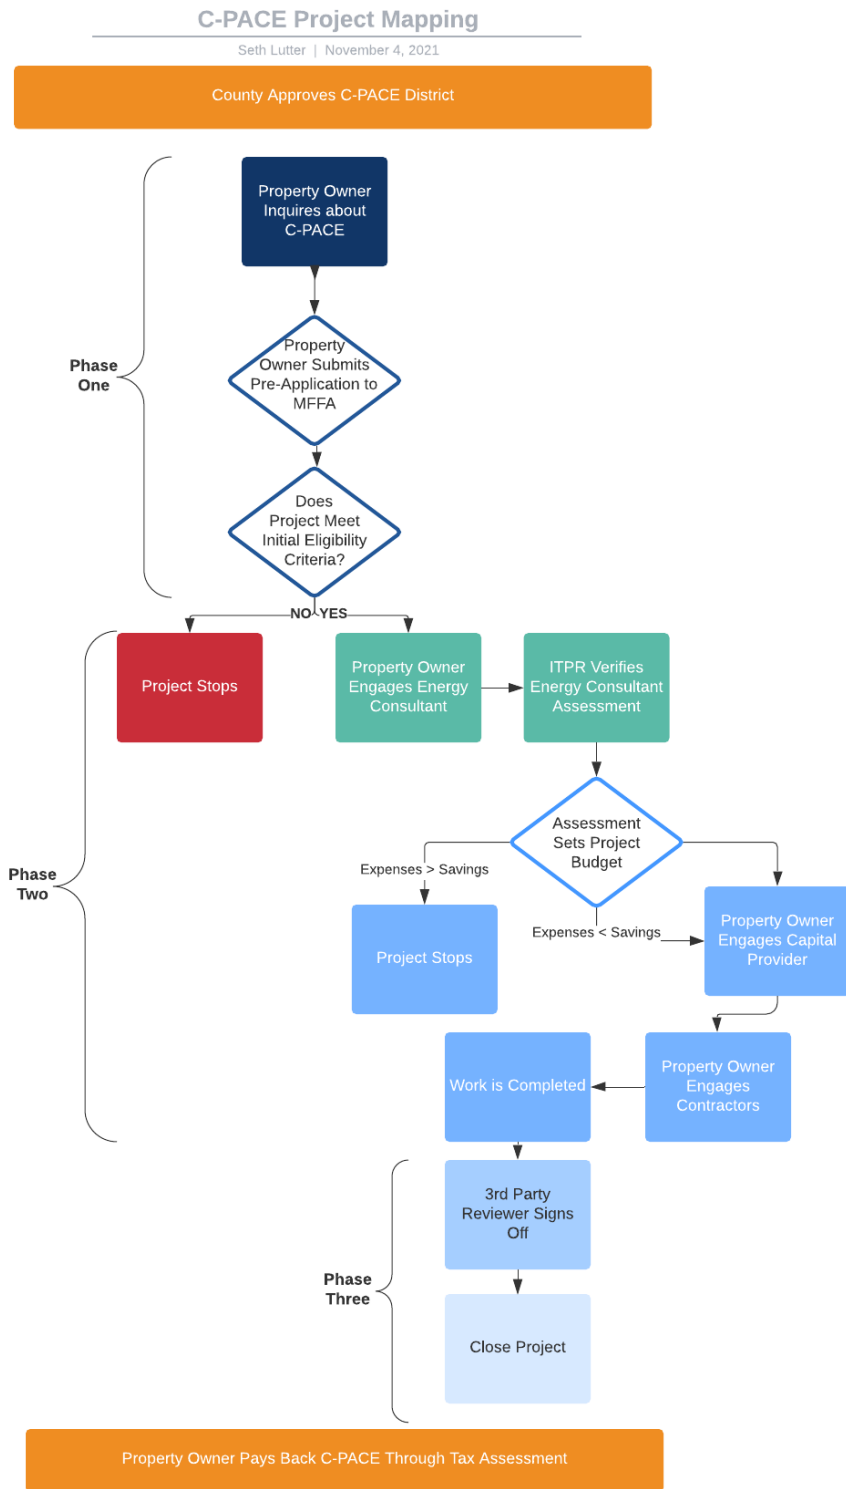 C-PACE Project Mapping
Seth Lutter | November 4, 2021
County Approves C-PACE District
Property Owner
Inquires about
C-PACE
Property
Owner Submits
Pre-Application to
MFFA
Phase
One
Does
Project Meet
Initial Eligibility
Criteria?
NO YES
Project Stops
Property Owner
Engages Energy
Consultant
ITPR Verifies
Energy Consultant
Assessment
Assessment
Sets Project
Budget
Expenses > Savings
Phase
Two
Expenses < Savings
Property Owner
Engages Capital
Provider
Project Stops
Property Owner
Engages
Contractors
Work is Completed
3rd Party
Reviewer Signs
Off
Phase
Three
Close Project
Property Owner Pays Back C-PACE Through Tax Assessment